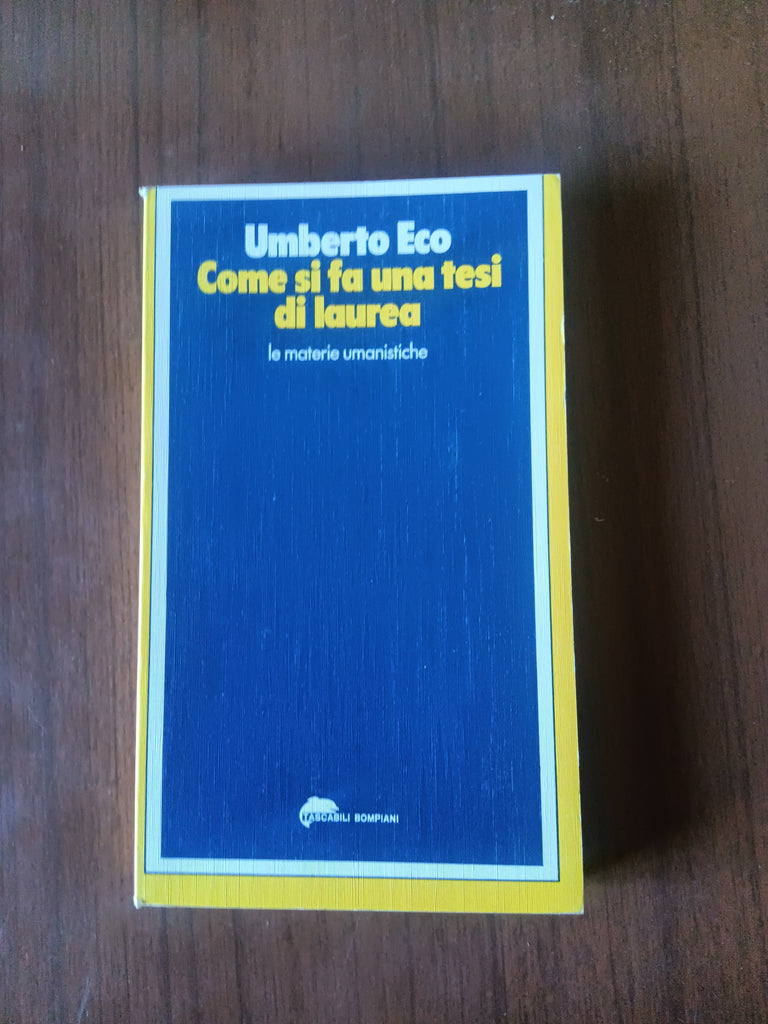 Umberto Eco
Come si fa una tesi
di laurea
le materie umanistiche
TASCABILI BOMPIANI